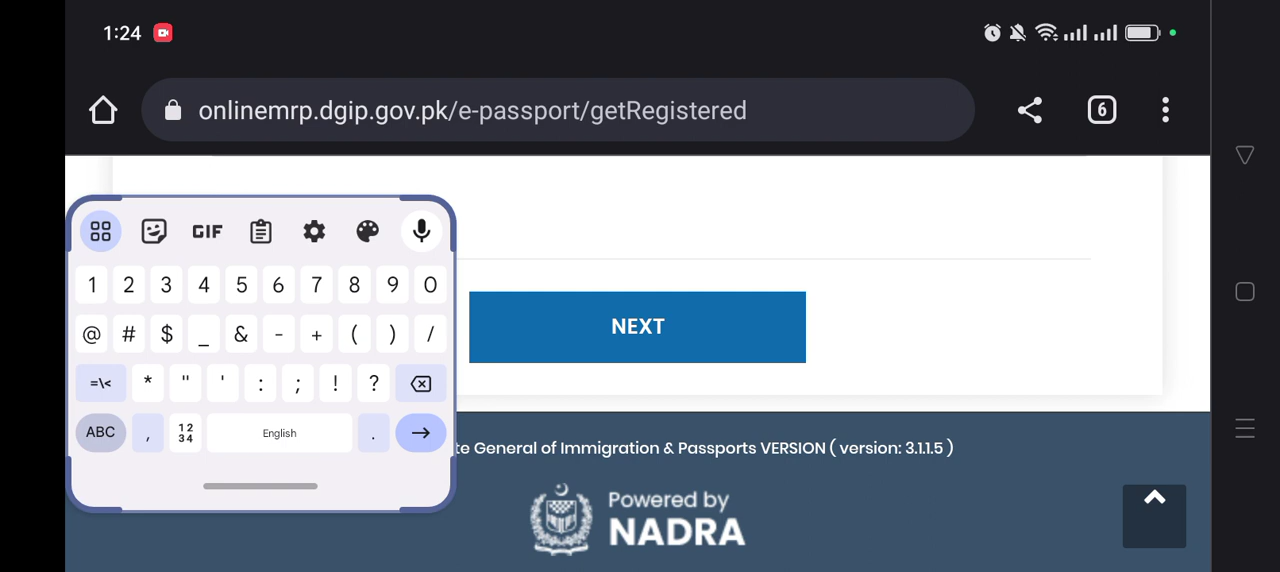 1:24
onlinemrp.dgip.gov.pk/e-passport/getRegistered
6
GIF
1 2 3 4 5 6 7 8 9 0
@ # $ _ & - + ( ) /
=\< * " ' : ; ! ?
ABC , 12 34 English .
NEXT
te General of Immigration & Passports VERSION ( version: 3.1.1.5 )
Powered by
NADRA